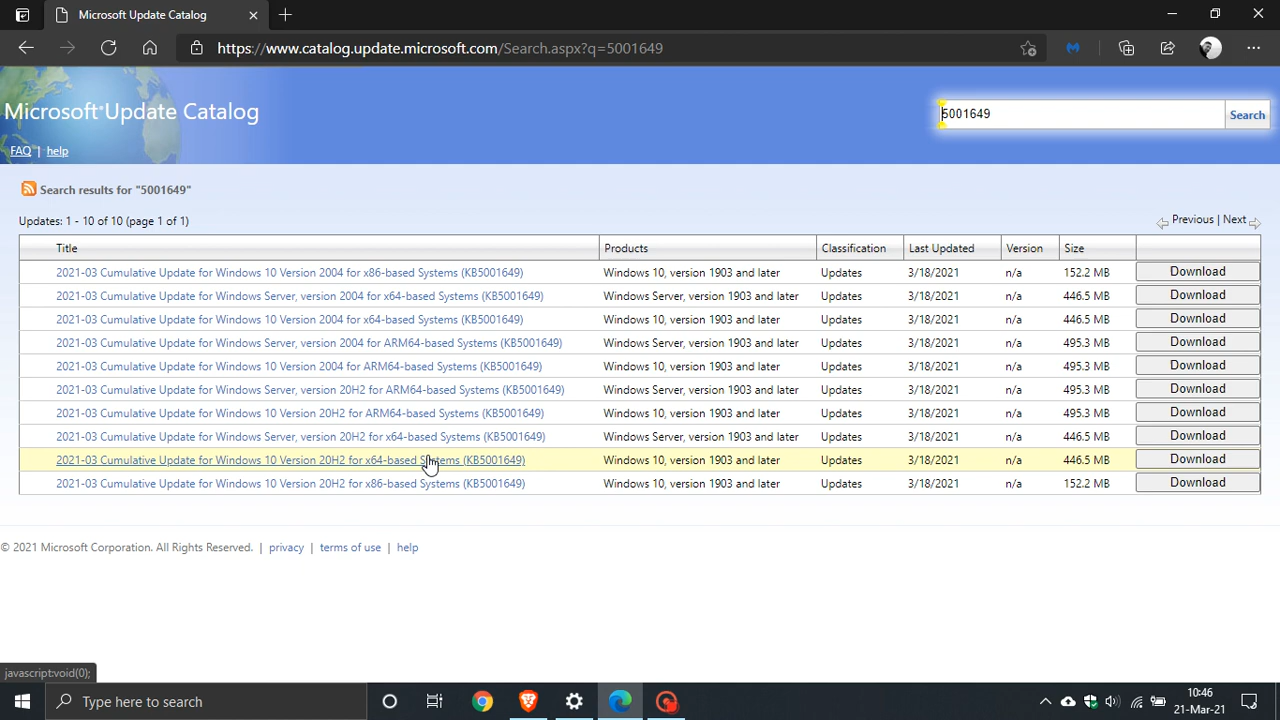 Microsoft Update Catalog
https://www.catalog.update.microsoft.com/Search.aspx?q=5001649
Microsoft Update Catalog
5001649
Search
FAQ | help
Search results for "5001649"
Updates: 1 - 10 of 10 (page 1 of 1)
Previous | Next
Title Products Classification Last Updated Version Size
2021-03 Cumulative Update for Windows 10 Version 2004 for x86-based Systems (KB5001649) Windows 10, version 1903 and later Updates 3/18/2021 n/a 152.2 MB Download
2021-03 Cumulative Update for Windows Server, version 2004 for x64-based Systems (KB5001649) Windows Server, version 1903 and later Updates 3/18/2021 n/a 446.5 MB Download
2021-03 Cumulative Update for Windows 10 Version 2004 for x64-based Systems (KB5001649) Windows 10, version 1903 and later Updates 3/18/2021 n/a 446.5 MB Download
2021-03 Cumulative Update for Windows Server, version 2004 for ARM64-based Systems (KB5001649) Windows Server, version 1903 and later Updates 3/18/2021 n/a 495.3 MB Download
2021-03 Cumulative Update for Windows 10 Version 2004 for ARM64-based Systems (KB5001649) Windows 10, version 1903 and later Updates 3/18/2021 n/a 495.3 MB Download
2021-03 Cumulative Update for Windows Server, version 20H2 for ARM64-based Systems (KB5001649) Windows Server, version 1903 and later Updates 3/18/2021 n/a 495.3 MB Download
2021-03 Cumulative Update for Windows 10 Version 20H2 for ARM64-based Systems (KB5001649) Windows 10, version 1903 and later Updates 3/18/2021 n/a 495.3 MB Download
2021-03 Cumulative Update for Windows Server, version 20H2 for x64-based Systems (KB5001649) Windows Server, version 1903 and later Updates 3/18/2021 n/a 446.5 MB Download
2021-03 Cumulative Update for Windows 10 Version 20H2 for x64-based Systems (KB5001649) Windows 10, version 1903 and later Updates 3/18/2021 n/a 446.5 MB Download
2021-03 Cumulative Update for Windows 10 Version 20H2 for x86-based Systems (KB5001649) Windows 10, version 1903 and later Updates 3/18/2021 n/a 152.2 MB Download
© 2021 Microsoft Corporation. All Rights Reserved. | privacy | terms of use | help
javascript:void(0);
Type here to search
10:46
21-Mar-21